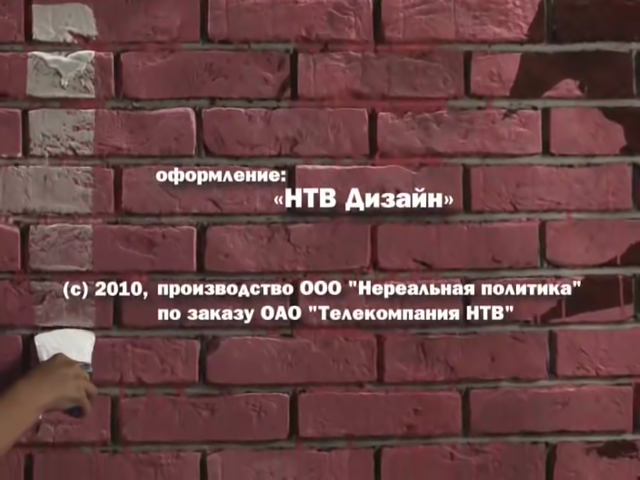 оформление:
«НТВ Дизайн»
(с) 2010, производство ООО "Нереальная политика"
по заказу ОАО "Телекомпания НТВ"